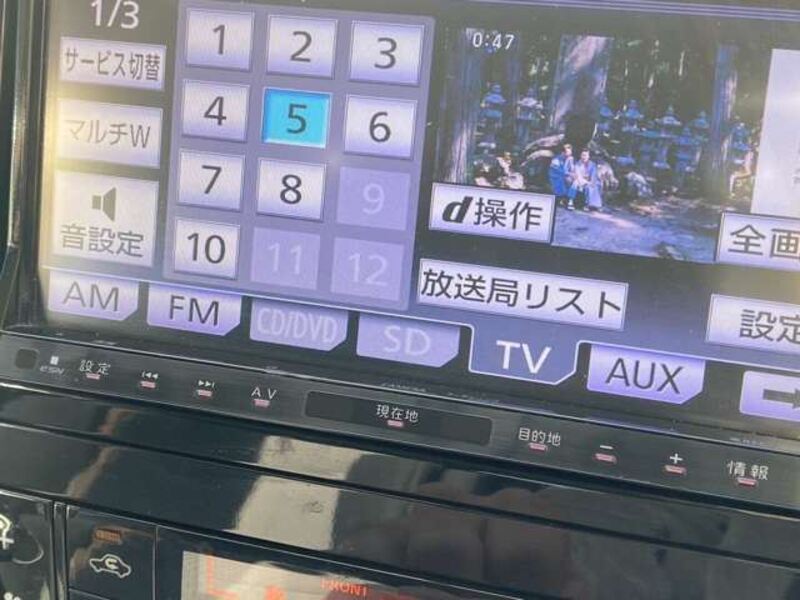 1/3
サービス切替
マルチW
音設定
1
2
3
4
5
6
7
8
9
10
11
12
0:47
d操作
全画
放送局リスト
設定
AM
FM
CD/DVD
SD
TV
AUX
設定
AV
現在地
目的地
−
+
情報
FRONT